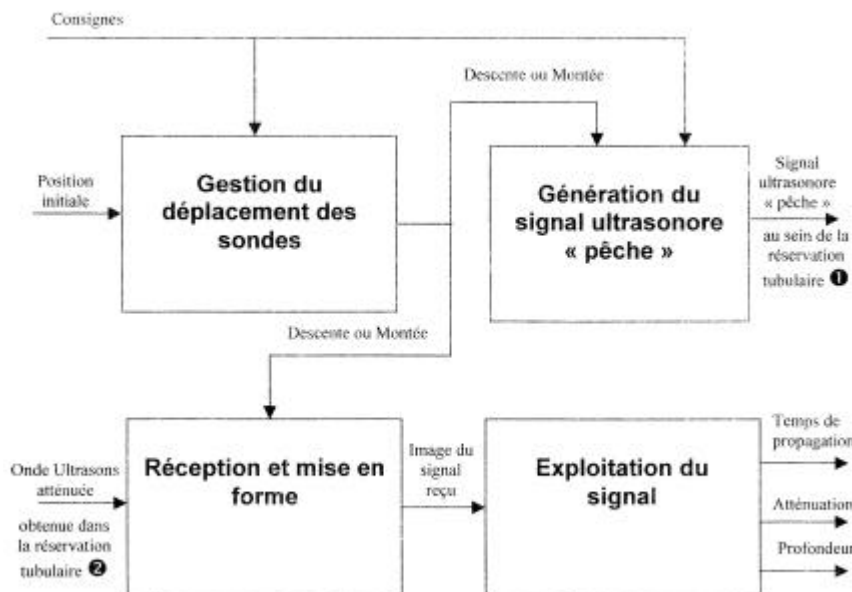 Consignes
Descente ou Montée
Position
initiale
Gestion du
déplacement des
sondes
Génération du
signal ultrasonore
« pêche »
Signal
ultrasonore
« pêche »
au sein de la
réservation
tubulaire ❶
Descente ou Montée
Onde Ultrasons
atténuée
obtenue dans
la réservation
tubulaire ❷
Réception et mise en
forme
Image du
signal
reçu
Exploitation du
signal
Temps de
propagation
Atténuation
Profondeur